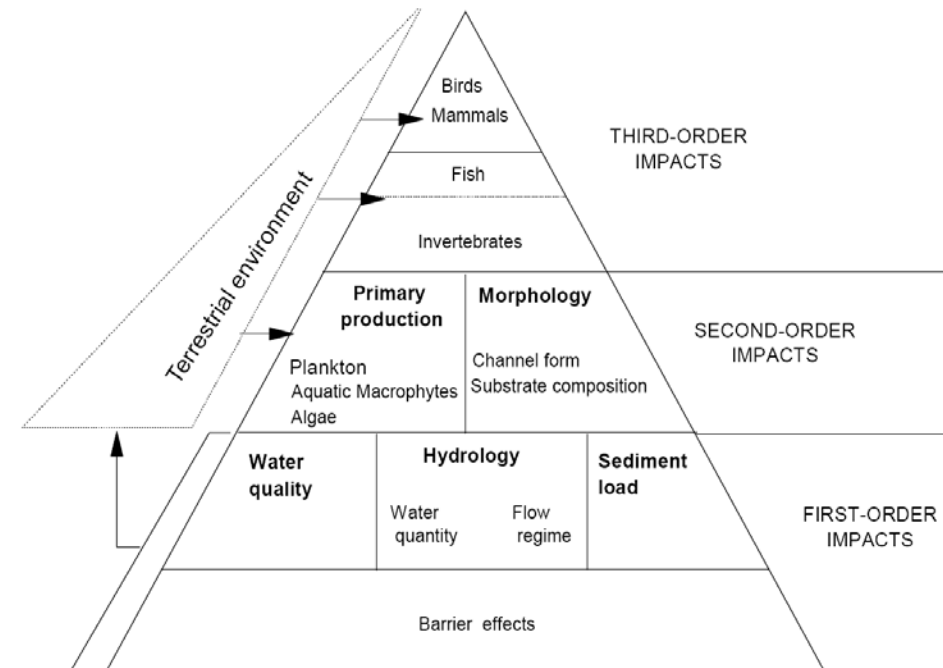 Birds
Mammals
THIRD-ORDER
IMPACTS
Fish
Invertebrates
Terrestrial environment
Primary
production
Morphology
SECOND-ORDER
IMPACTS
Plankton
Aquatic Macrophytes
Algae
Channel form
Substrate composition
Water
quality
Hydrology
Sediment
load
Water
quantity
Flow
regime
FIRST-ORDER
IMPACTS
Barrier effects